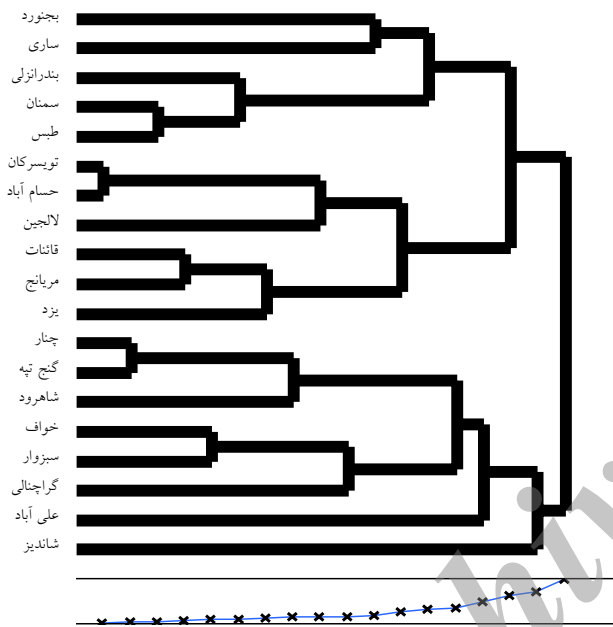 بجنورد
ساری
بندرانزلی
سمنان
طبس
تویسرکان
حسام آباد
لالجین
قائنات
مریانج
یزد
چنار
گنج تپه
شاهرود
خواف
سبزوار
گراچنالی
علی آباد
شاندیز